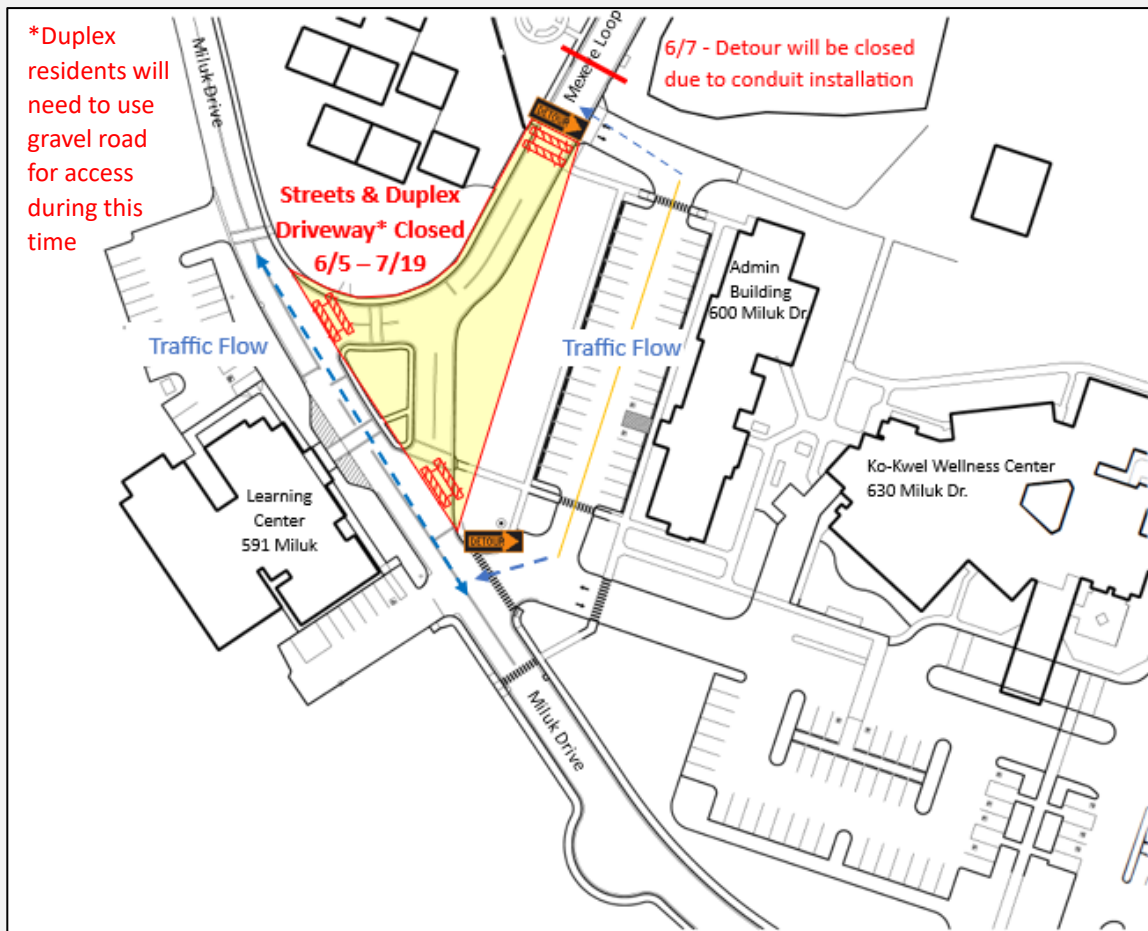 *Duplex
residents will
need to use
gravel road
for access
during this
time
Miluk Drive
Loop
6/7 - Detour will be closed
due to conduit installation
DETOUR
Streets & Duplex
Driveway* Closed
6/5 – 7/19
Traffic Flow
Traffic Flow
Admin
Building
600 Miluk Dr
Ko-Kwel Wellness Center
630 Miluk Dr.
Learning
Center
591 Miluk
DETOUR
Miluk Drive